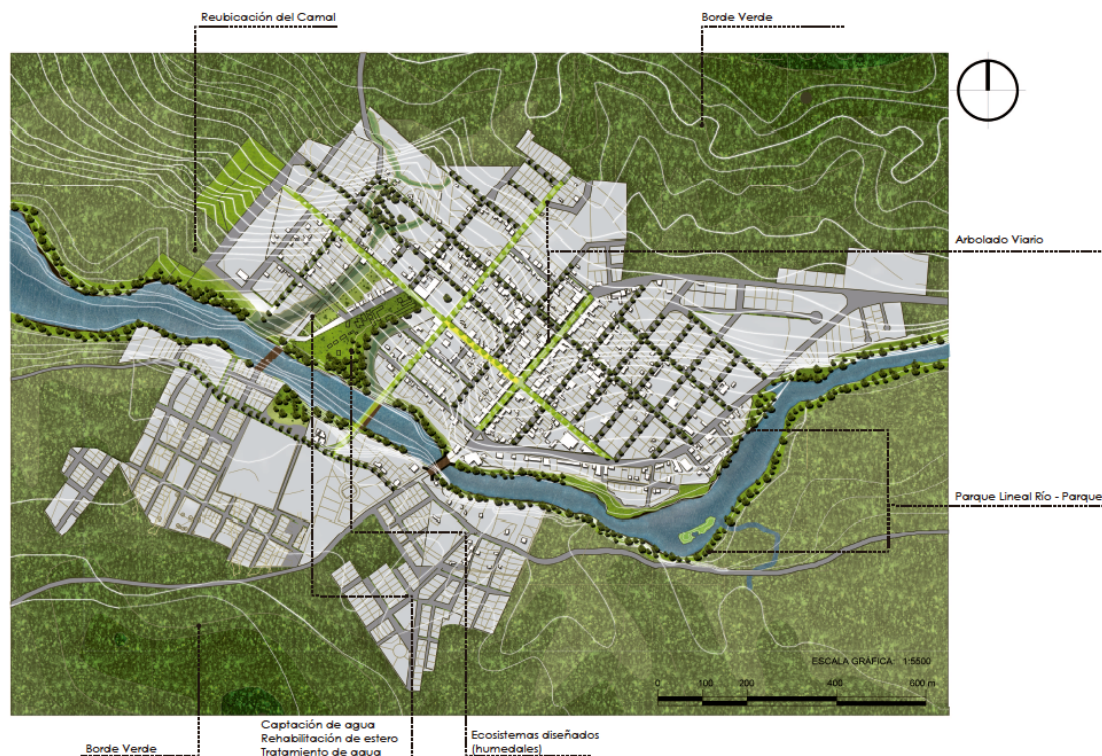 Reubicación del Camal
Borde Verde
Arbolado Viario
Parque Lineal Río - Parque
ESCALA GRÁFICA: 1:5500
0 100 200 400 600 m
Captación de agua
Rehabilitación de estero
Tratamiento de agua
Ecosistemas diseñados
(humedales)
Borde Verde